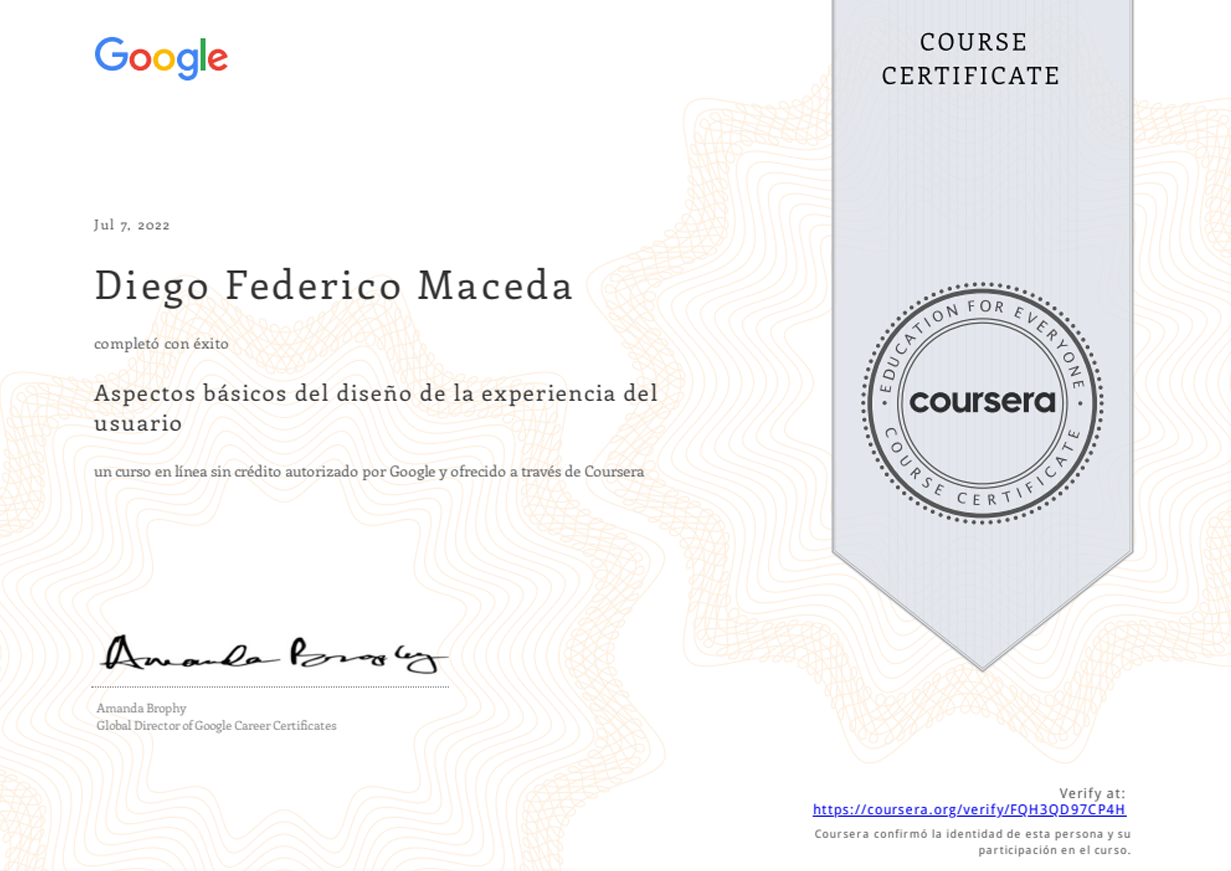 Google
COURSE
CERTIFICATE
Jul 7, 2022
Diego Federico Maceda
completó con éxito
Aspectos básicos del diseño de la experiencia del
usuario
un curso en línea sin crédito autorizado por Google y ofrecido a través de Coursera
EDUCATION FOR EVERYONE
coursera
COURSE CERTIFICATE
Amanda Brophy
Amanda Brophy
Global Director of Google Career Certificates
Verify at:
https://coursera.org/verify/FQH3QD97CP4H
Coursera confirmó la identidad de esta persona y su
participación en el curso.